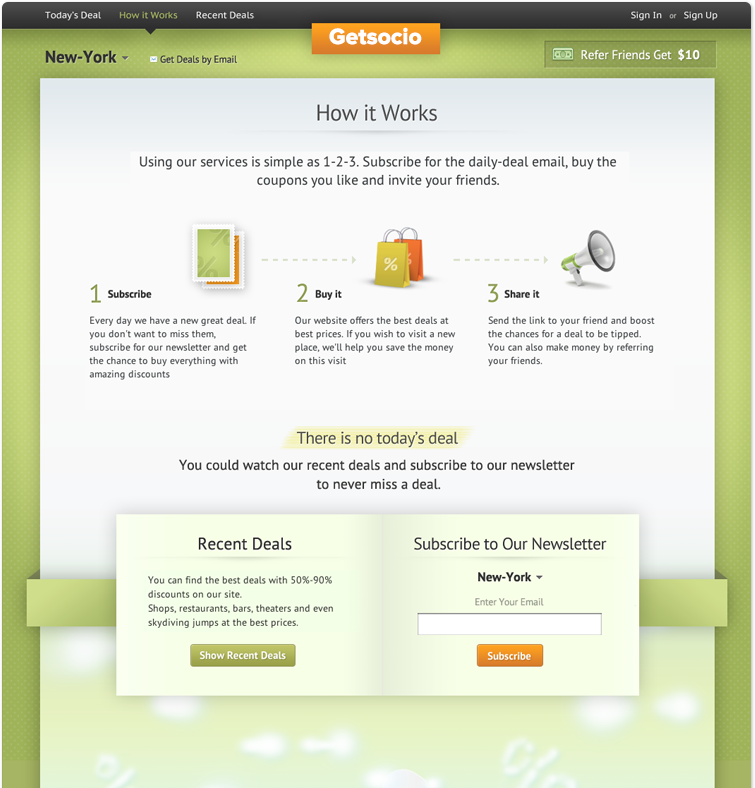 Today's Deal
How it Works
Recent Deals
Sign In or Sign Up
Getsocio
New-York
Get Deals by Email
Refer Friends Get $10
How it Works
Using our services is simple as 1-2-3. Subscribe for the daily-deal email, buy the
coupons you like and invite your friends.
%
%
%
1 Subscribe
Every day we have a new great deal. If
you don't want to miss them,
subscribe for our newsletter and get
the chance to buy everything with
amazing discounts
2 Buy it
Our website offers the best deals at
best prices. If you wish to visit a new
place, we'll help you save the money
on this visit
3 Share it
Send the link to your friend and boost
the chances for a deal to be tipped.
You can also make money by referring
your friends.
There is no today's deal
You could watch our recent deals and subscribe to our newsletter
to never miss a deal.
Recent Deals
You can find the best deals with 50%-90%
discounts on our site.
Shops, restaurants, bars, theaters and even
skydiving jumps at the best prices.
Show Recent Deals
Subscribe to Our Newsletter
New-York
Enter Your Email
Subscribe
%
%